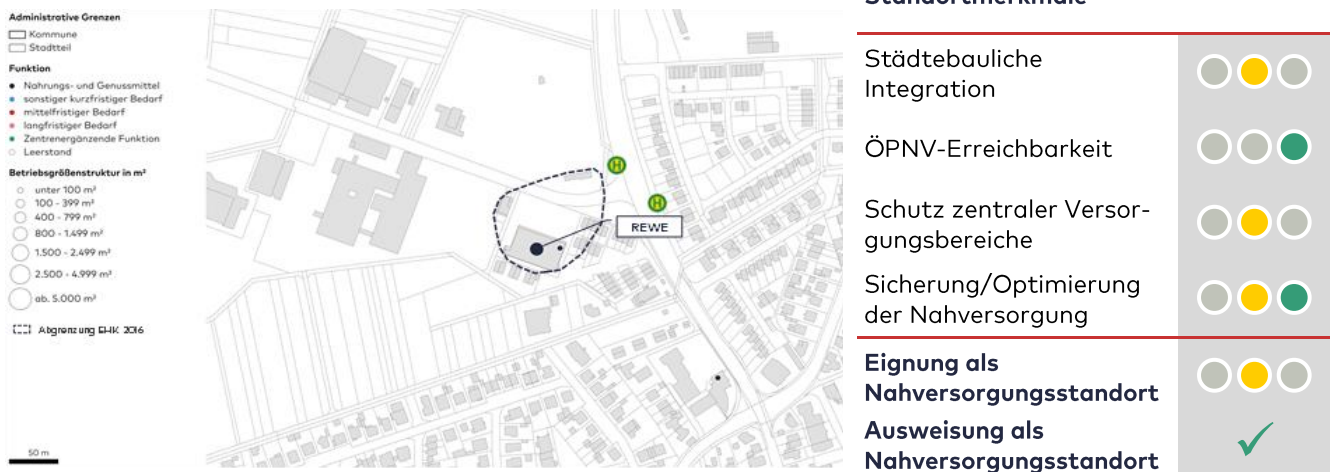 Administrative Grenzen
Kommune
Stadtteil
Funktion
Nahrungs- und Genussmittel
sonstiger kurzfristiger Bedarf
mittelfristiger Bedarf
langfristiger Bedarf
Zentrenergänzende Funktion
Leerstand
Betriebsgrößenstruktur in m²
unter 100 m²
100 - 399 m²
400 - 799 m²
800 - 1.499 m²
1.500 - 2.499 m²
2.500 - 4.999 m²
ab. 5.000 m²
Abgrenzung EHK 2016
50 m
H
H
REWE
Standortmerkmale
Städtebauliche
Integration
ÖPNV-Erreichbarkeit
Schutz zentraler Versor-
gungsbereiche
Sicherung/Optimierung
der Nahversorgung
Eignung als
Nahversorgungsstandort
Ausweisung als
Nahversorgungsstandort